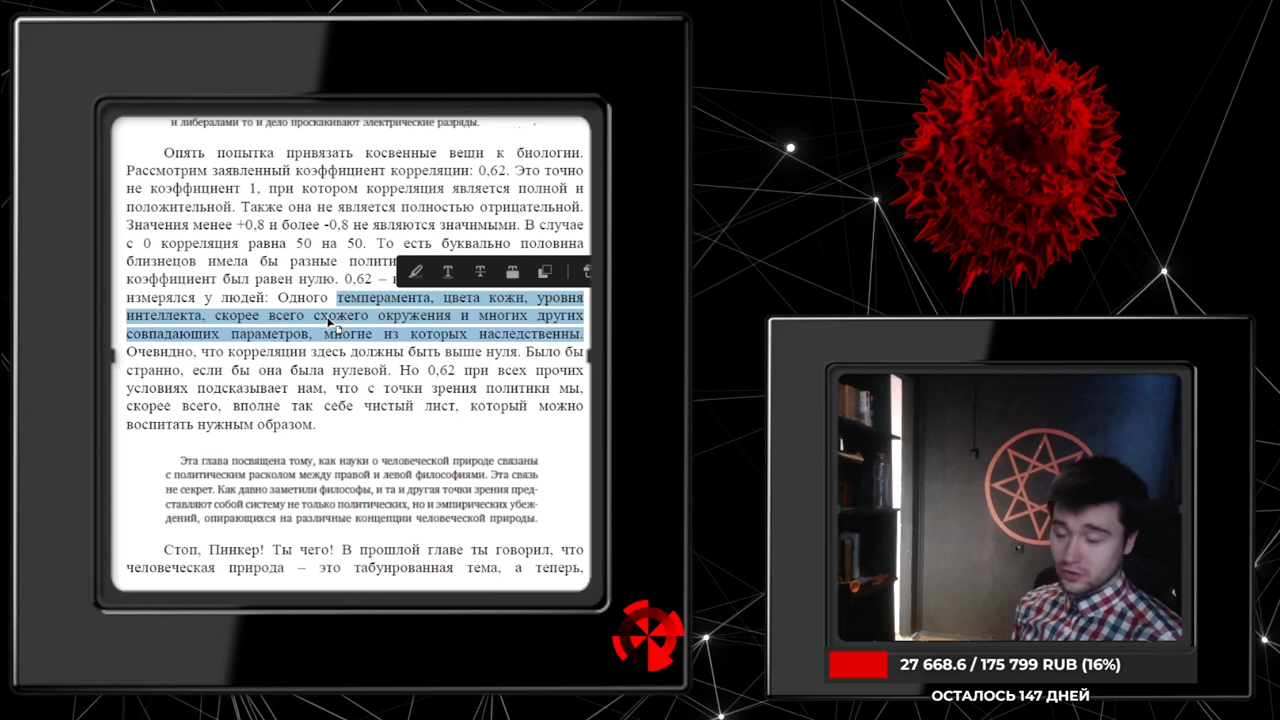 и либералами то и дело проскакивают электрические разряды.
Опять попытка привязать косвенные вещи к биологии.
Рассмотрим заявленный коэффициент корреляции: 0,62. Это точно
не коэффициент 1, при котором корреляция является полной и
положительной. Также она не является полностью отрицательной.
Значения менее +0,8 и более -0,8 не являются значимыми. В случае
с 0 корреляция равна 50 на 50. То есть буквально половина
близнецов имела бы разные
коэффициент был равен нулю. 0,62 –
измерялся у людей: Одного темперамента, цвета кожи, уровня
интеллекта, скорее всего схожего окружения и многих других
совпадающих параметров, многие из которых наследственны.
Очевидно, что корреляции здесь должны быть выше нуля. Было бы
странно, если бы она была нулевой. Но 0,62 при всех прочих
условиях подсказывает нам, что с точки зрения политики мы,
скорее всего, вполне так себе чистый лист, который можно
воспитать нужным образом.
Эта глава посвящена тому, как науки о человеческой природе связаны
с политическим расколом между правой и левой философиями. Эта связь
не секрет. Как давно заметили философы, и та и другая точки зрения пред-
ставляют собой систему не только политических, но и эмпирических убеж-
дений, опирающихся на различные концепции человеческой природы.
Стоп, Пинкер! Ты чего! В прошлой главе ты говорил, что
человеческая природа – это табуированная тема, а теперь,
27 668.6 / 175 799 RUB (16%)
ОСТАЛОСЬ 147 ДНЕЙ